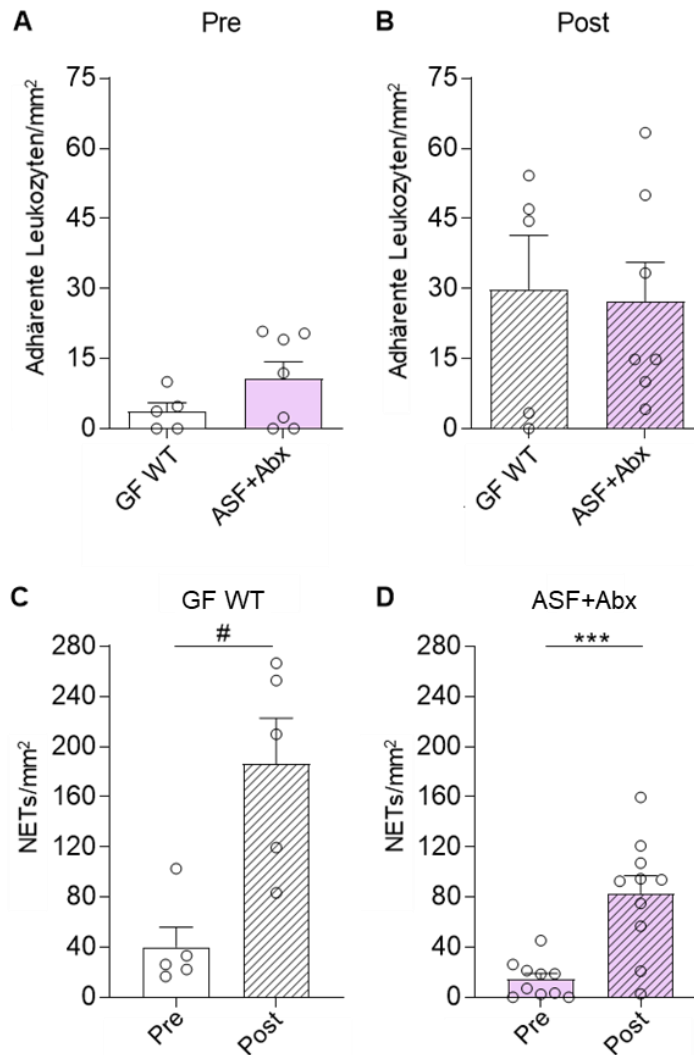 A
Pre
Adhärente Leukozyten/mm²
75
60
45
30
15
0
GF WT
ASF+Abx
B
Post
Adhärente Leukozyten/mm²
75
60
45
30
15
0
GF WT
ASF+Abx
C
GF WT
#
NETs/mm²
280
240
200
160
120
80
40
0
Pre
Post
D
ASF+Abx
***
NETs/mm²
280
240
200
160
120
80
40
0
Pre
Post